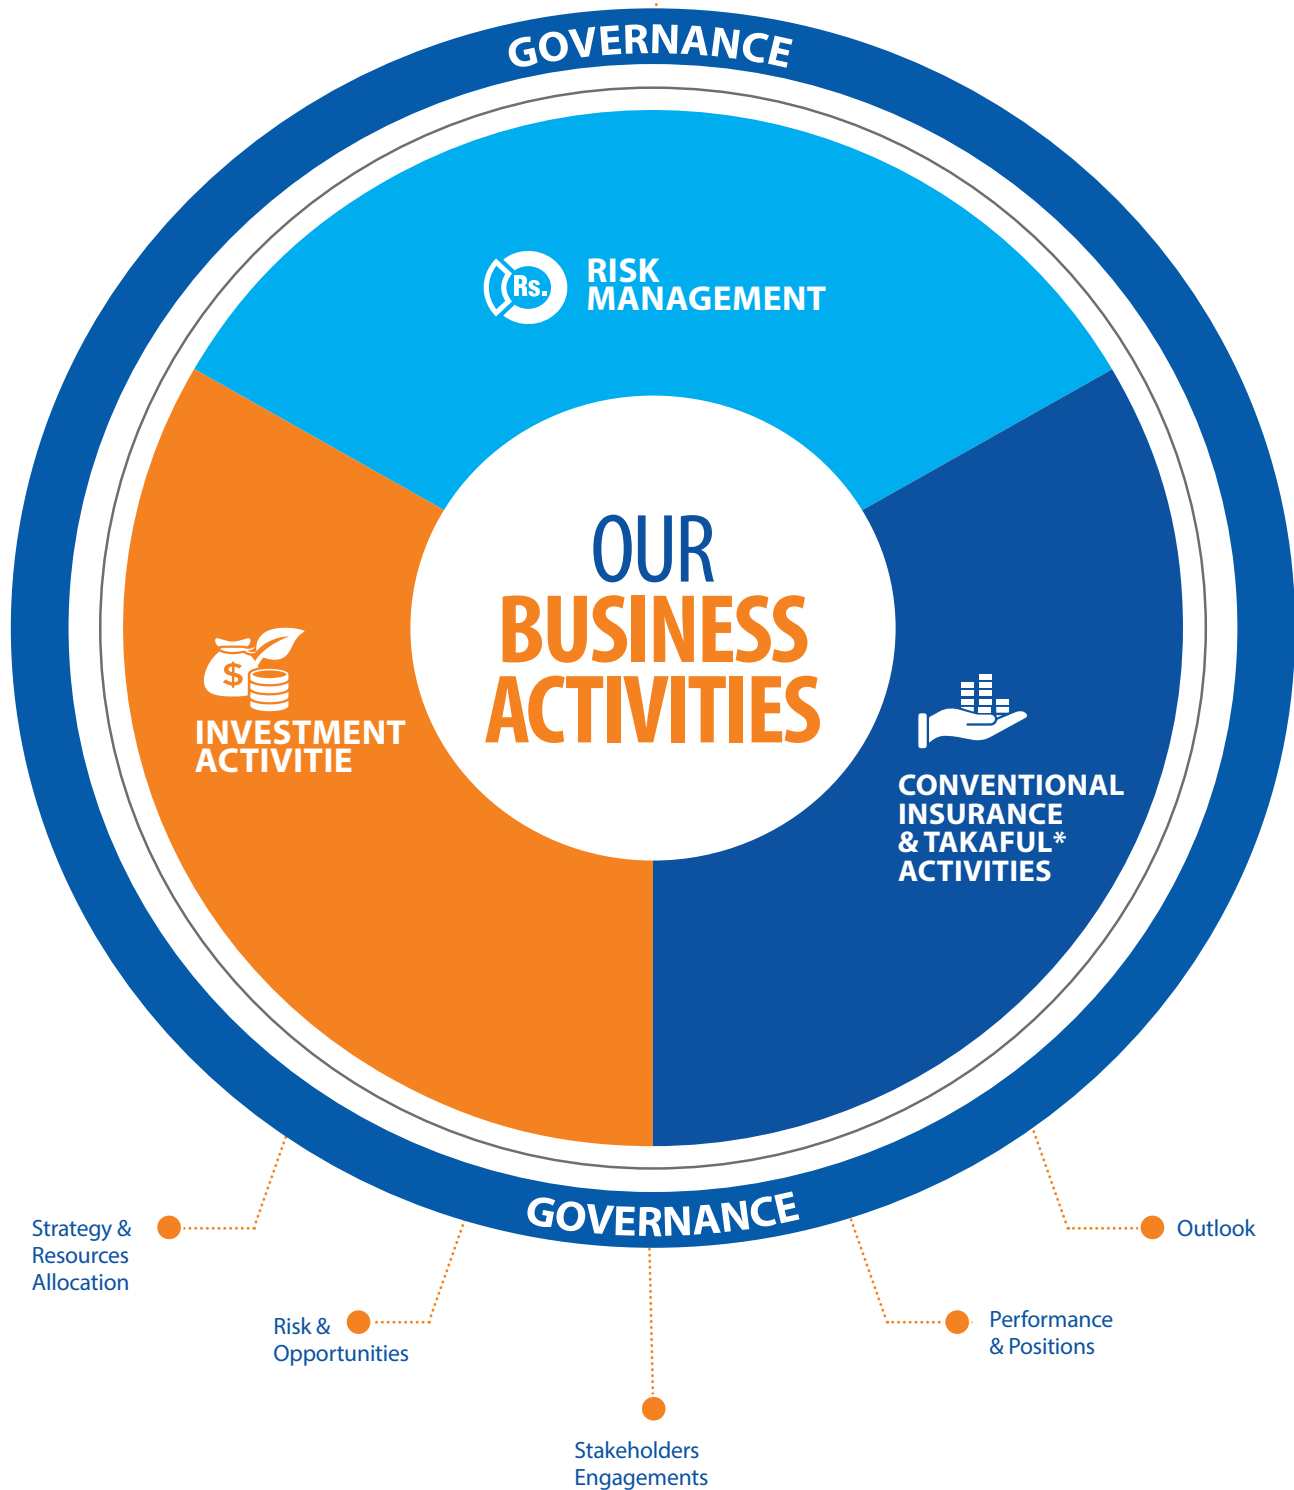 GOVERNANCE
Rs.
RISK
MANAGEMENT
OUR
BUSINESS
ACTIVITIES
$
INVESTMENT
ACTIVITIE
CONVENTIONAL
INSURANCE
& TAKAFUL*
ACTIVITIES
GOVERNANCE
Strategy &
Resources
Allocation
Risk &
Opportunities
Stakeholders
Engagements
Performance
& Positions
Outlook